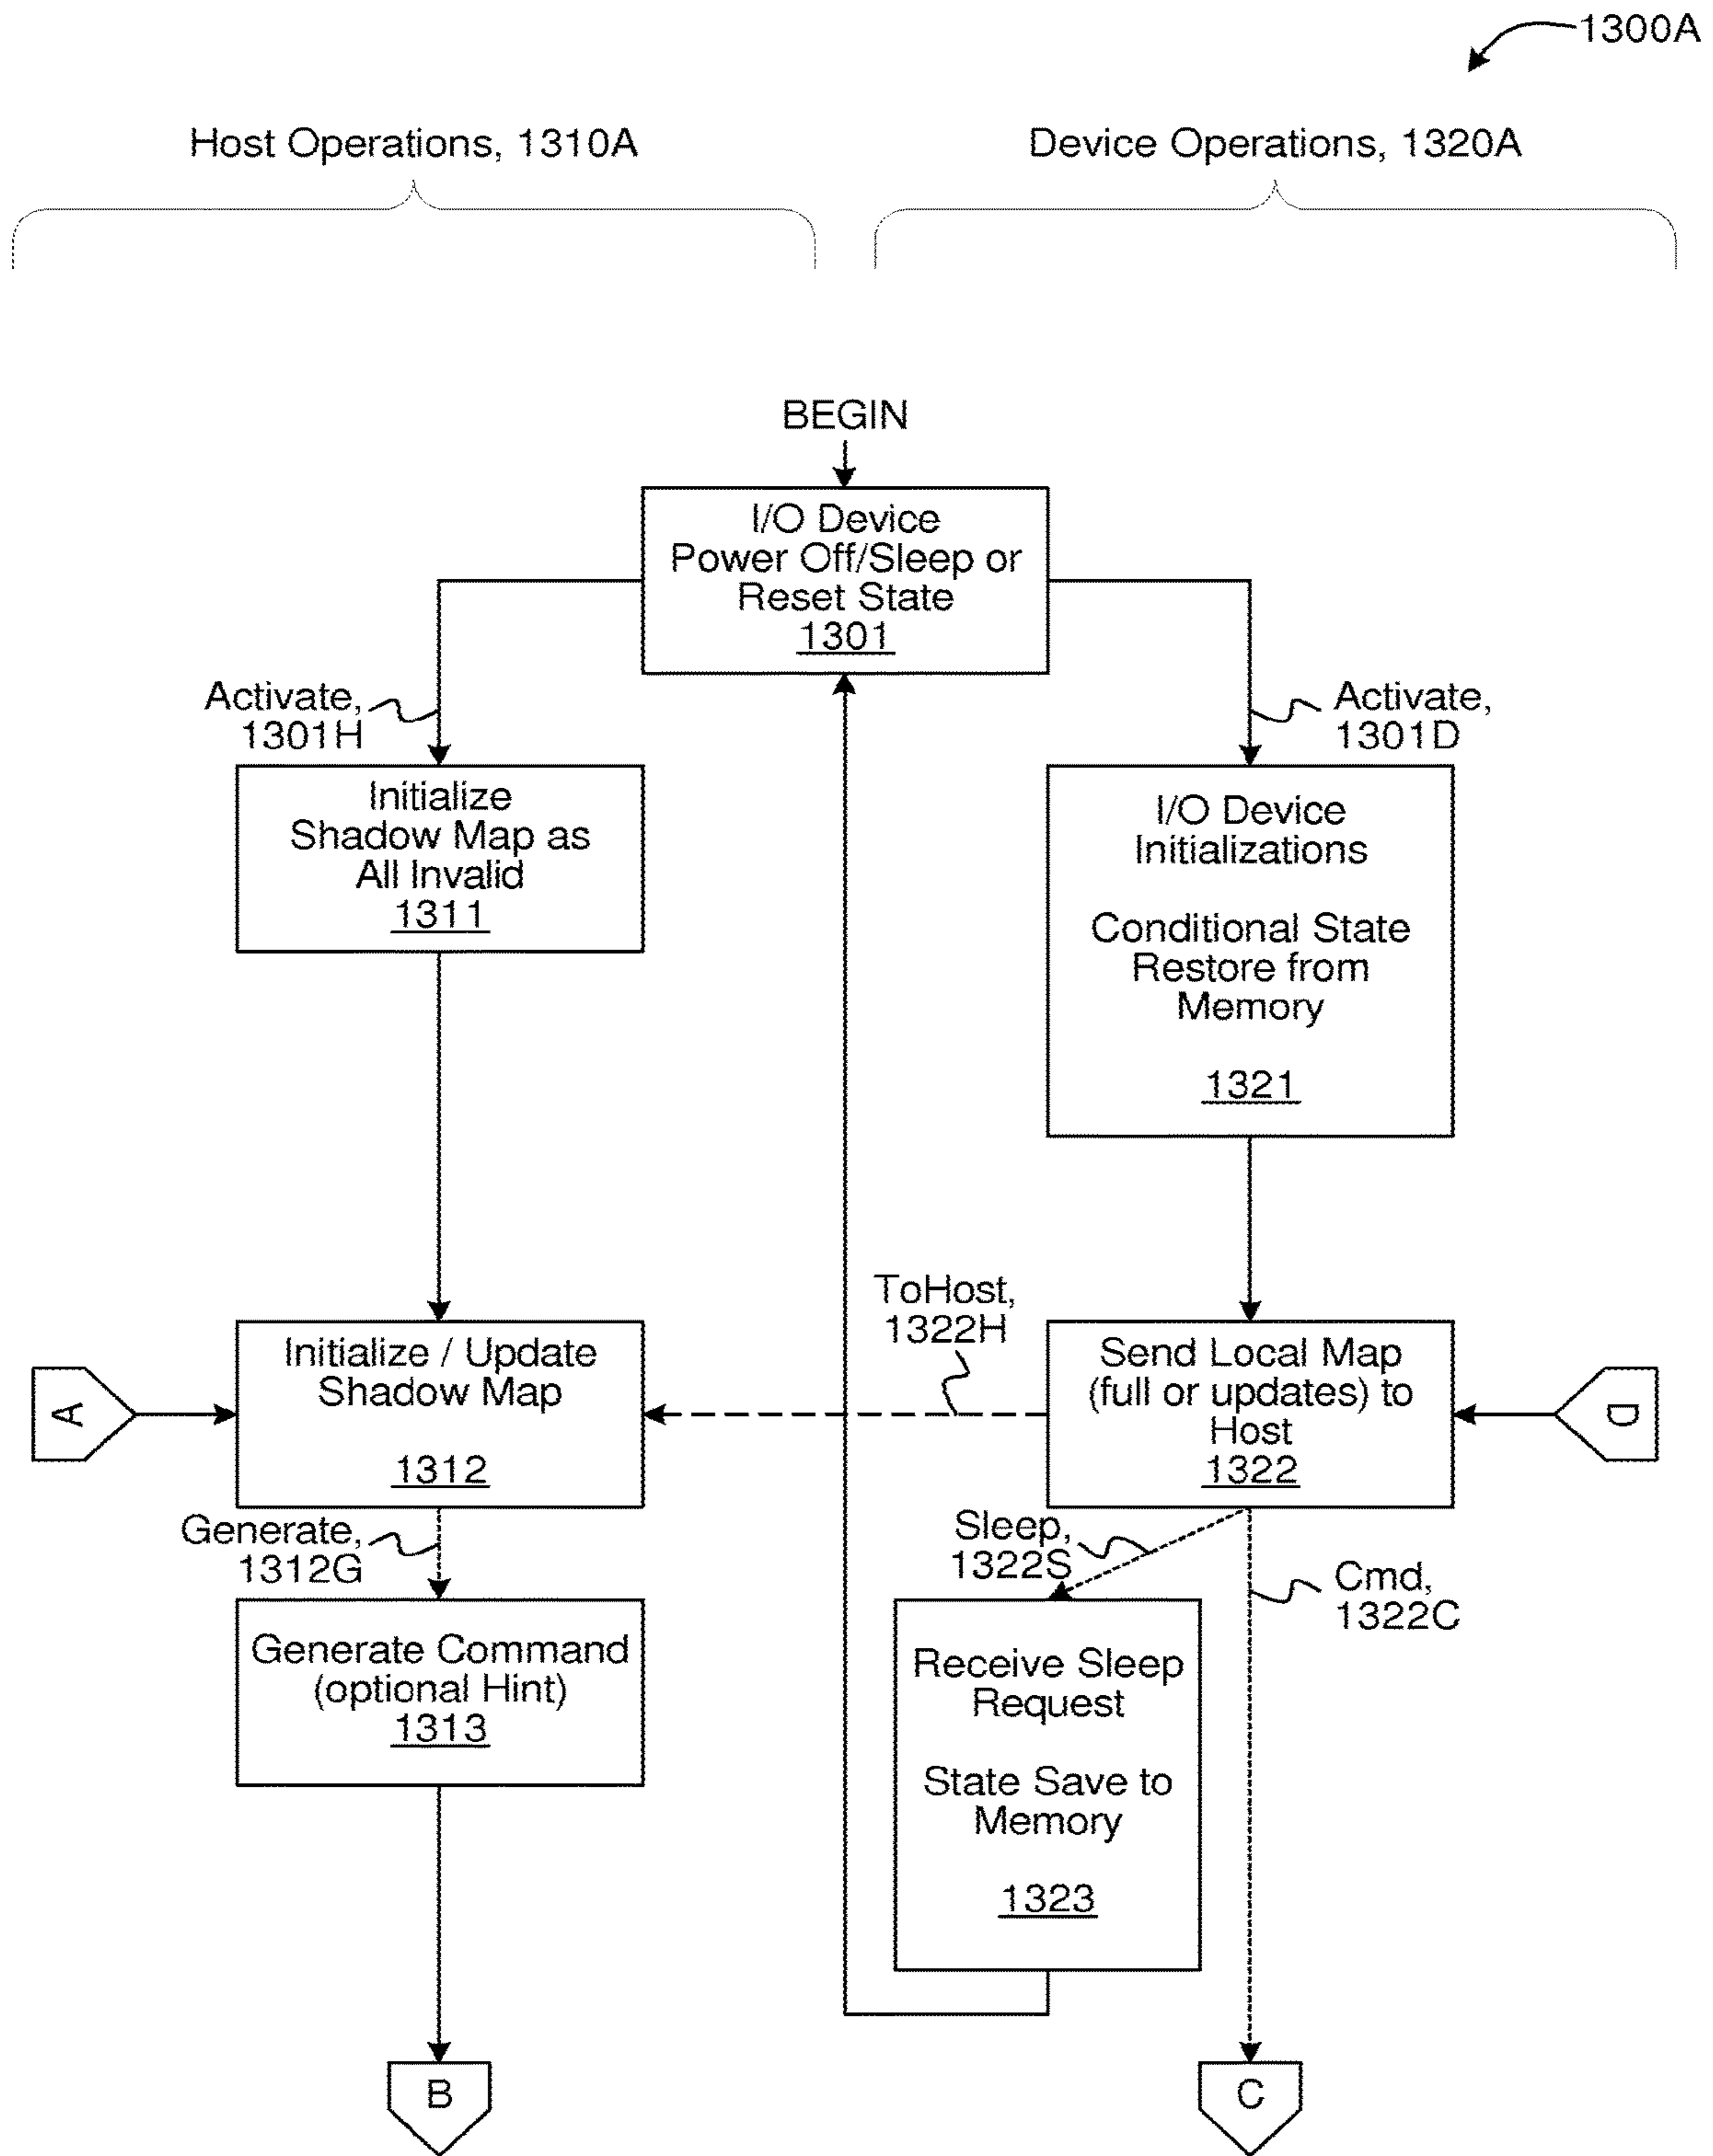 1300A
Host Operations, 1310A
Device Operations, 1320A
BEGIN
I/O Device
Power Off/Sleep or
Reset State
1301
Activate,
1301H
Activate,
1301D
Initialize
Shadow Map as
All Invalid
1311
I/O Device
Initializations
Conditional State
Restore from
Memory
1321
ToHost,
1322H
A
Initialize / Update
Shadow Map
1312
Send Local Map
(full or updates) to
Host
1322
D
Generate,
1312G
Sleep,
1322S
Cmd,
1322C
Generate Command
(optional Hint)
1313
Receive Sleep
Request
State Save to
Memory
1323
B
C